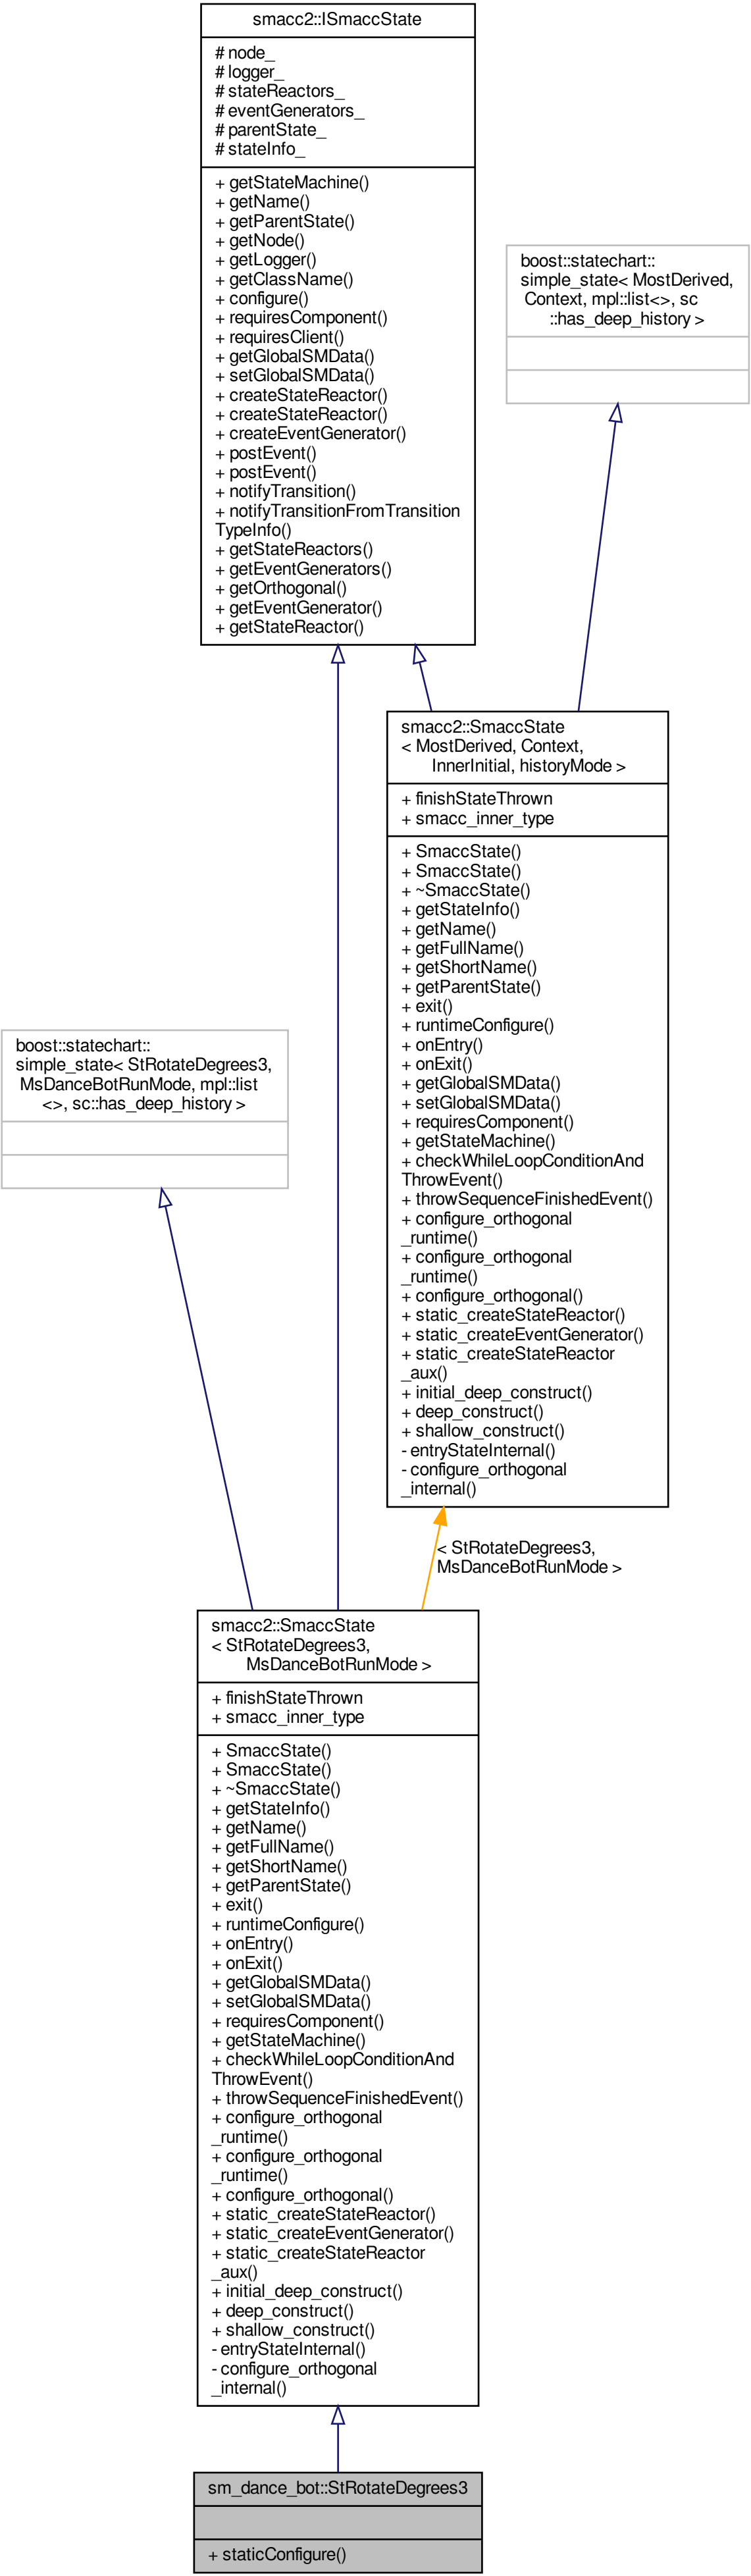 smacc2::ISmaccState
# node_
# logger_
# stateReactors_
# eventGenerators_
# parentState_
# stateInfo_
+ getStateMachine()
+ getName()
+ getParentState()
+ getNode()
+ getLogger()
+ getClassName()
+ configure()
+ requiresComponent()
+ requiresClient()
+ getGlobalSMData()
+ setGlobalSMData()
+ createStateReactor()
+ createStateReactor()
+ createEventGenerator()
+ postEvent()
+ postEvent()
+ notifyTransition()
+ notifyTransitionFromTransition
TypeInfo()
+ getStateReactors()
+ getEventGenerators()
+ getOrthogonal()
+ getEventGenerator()
+ getStateReactor()
boost::statechart::
simple_state< MostDerived,
Context, mpl::list<>, sc
::has_deep_history >
smacc2::SmaccState
< MostDerived, Context,
InnerInitial, historyMode >
+ finishStateThrown
+ smacc_inner_type
+ SmaccState()
+ SmaccState()
+ ~SmaccState()
+ getStateInfo()
+ getName()
+ getFullName()
+ getShortName()
+ getParentState()
+ exit()
+ runtimeConfigure()
+ onEntry()
+ onExit()
+ getGlobalSMData()
+ setGlobalSMData()
+ requiresComponent()
+ getStateMachine()
+ checkWhileLoopConditionAnd
ThrowEvent()
+ throwSequenceFinishedEvent()
+ configure_orthogonal
_runtime()
+ configure_orthogonal
_runtime()
+ configure_orthogonal()
+ static_createStateReactor()
+ static_createEventGenerator()
+ static_createStateReactor
_aux()
+ initial_deep_construct()
+ deep_construct()
+ shallow_construct()
- entryStateInternal()
- configure_orthogonal
_internal()
boost::statechart::
simple_state< StRotateDegrees3,
MsDanceBotRunMode, mpl::list
<>, sc::has_deep_history >
< StRotateDegrees3,
MsDanceBotRunMode >
smacc2::SmaccState
< StRotateDegrees3,
MsDanceBotRunMode >
+ finishStateThrown
+ smacc_inner_type
+ SmaccState()
+ SmaccState()
+ ~SmaccState()
+ getStateInfo()
+ getName()
+ getFullName()
+ getShortName()
+ getParentState()
+ exit()
+ runtimeConfigure()
+ onEntry()
+ onExit()
+ getGlobalSMData()
+ setGlobalSMData()
+ requiresComponent()
+ getStateMachine()
+ checkWhileLoopConditionAnd
ThrowEvent()
+ throwSequenceFinishedEvent()
+ configure_orthogonal
_runtime()
+ configure_orthogonal
_runtime()
+ configure_orthogonal()
+ static_createStateReactor()
+ static_createEventGenerator()
+ static_createStateReactor
_aux()
+ initial_deep_construct()
+ deep_construct()
+ shallow_construct()
- entryStateInternal()
- configure_orthogonal
_internal()
sm_dance_bot::StRotateDegrees3
+ staticConfigure()